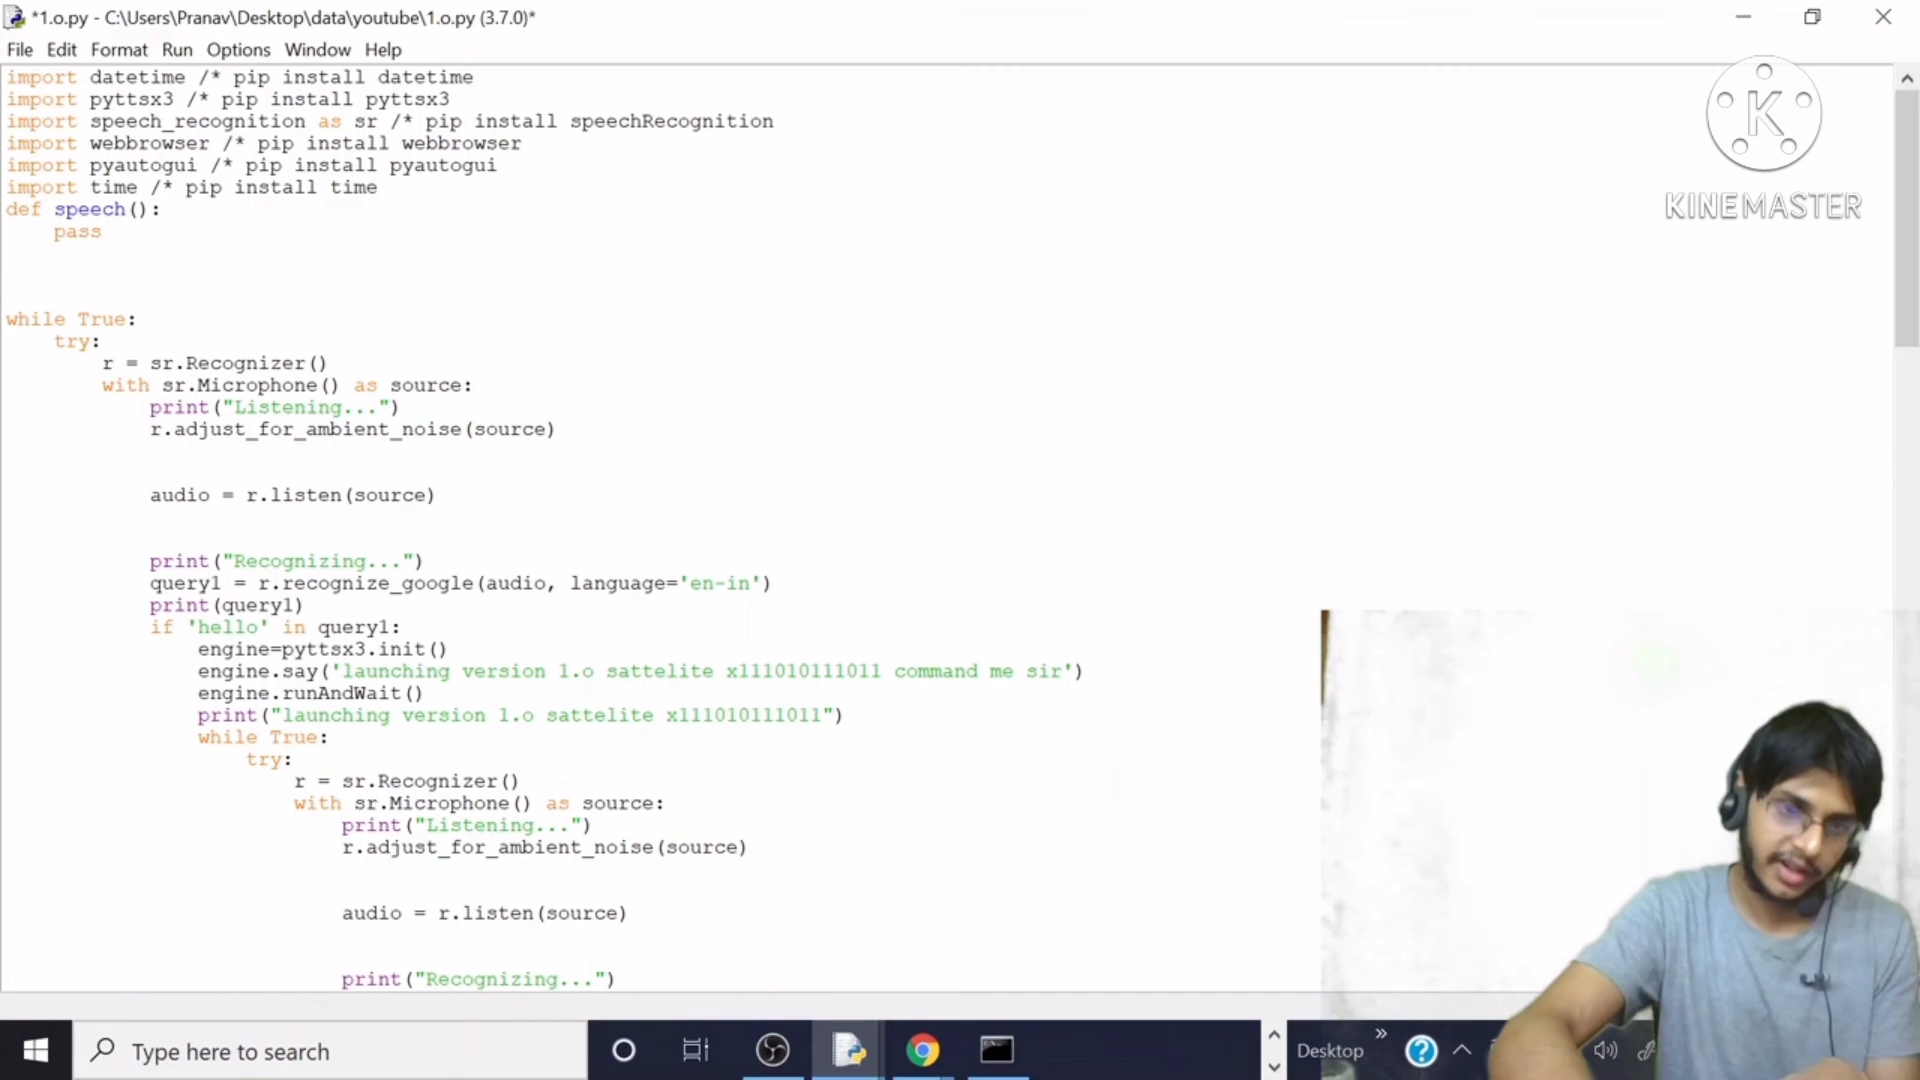 *1.o.py - C:\Users\Pranav\Desktop\data\youtube\1.o.py (3.7.0)*
File Edit Format Run Options Window Help
import datetime /* pip install datetime
import pyttsx3 /* pip install pyttsx3
import speech_recognition as sr /* pip install speechRecognition
import webbrowser /* pip install webbrowser
import pyautogui /* pip install pyautogui
import time /* pip install time
def speech():
    pass
while True:
    try:
        r = sr.Recognizer()
        with sr.Microphone() as source:
            print("Listening...")
            r.adjust_for_ambient_noise(source)
            audio = r.listen(source)
            print("Recognizing...")
            query1 = r.recognize_google(audio, language='en-in')
            print(query1)
            if 'hello' in query1:
                engine=pyttsx3.init()
                engine.say('launching version 1.o sattelite x111010111011 command me sir')
                engine.runAndWait()
                print("launching version 1.o sattelite x111010111011")
                while True:
                    try:
                        r = sr.Recognizer()
                        with sr.Microphone() as source:
                            print("Listening...")
                            r.adjust_for_ambient_noise(source)
                            audio = r.listen(source)
                            print("Recognizing...")
K
KINEMASTER
Type here to search
Desktop